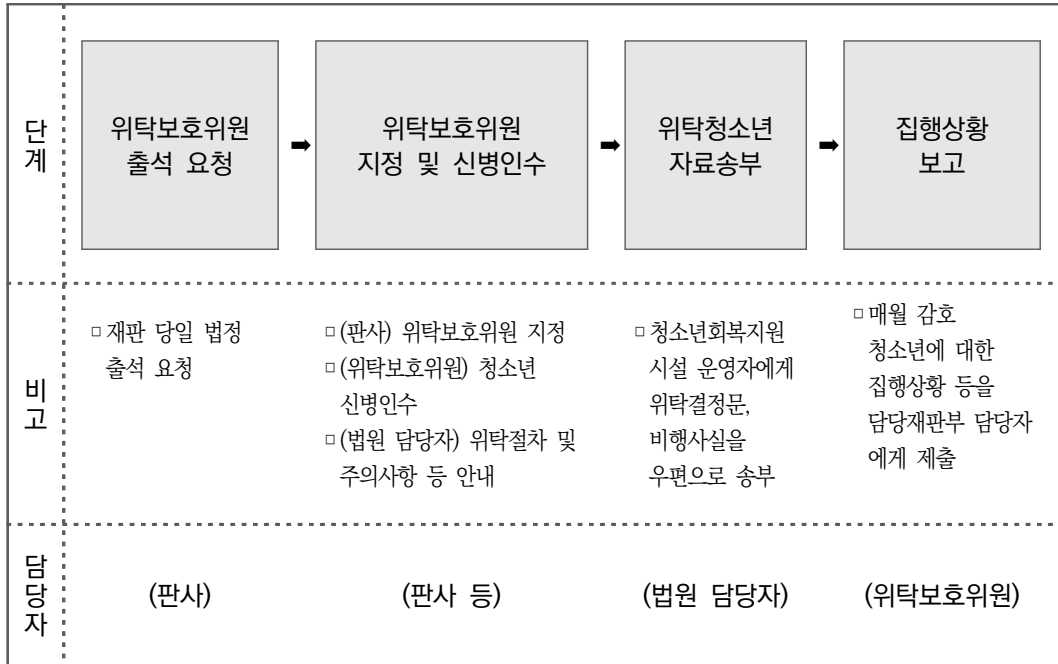 단계
위탁보호위원
출석 요청
➡
위탁보호위원
지정 및 신병인수
➡
위탁청소년
자료송부
➡
집행상황
보고
비고
□ 재판 당일 법정
출석 요청
□ (판사) 위탁보호위원 지정
□ (위탁보호위원) 청소년
신병인수
□ (법원 담당자) 위탁절차 및
주의사항 등 안내
□ 청소년회복지원
시설 운영자에게
위탁결정문,
비행사실을
우편으로 송부
□ 매월 감호
청소년에 대한
집행상황 등을
담당재판부 담당자
에게 제출
담당자
(판사)
(판사 등)
(법원 담당자)
(위탁보호위원)